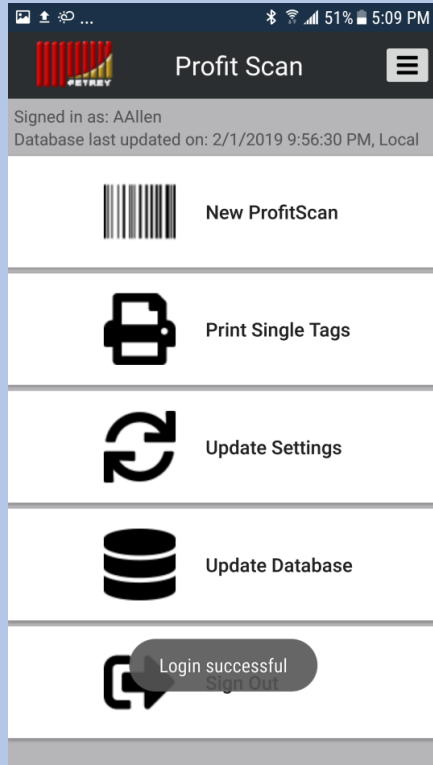 ... 51% 5:09 PM
PETREY
Profit Scan
Signed in as: AAllen
Database last updated on: 2/1/2019 9:56:30 PM, Local
New ProfitScan
Print Single Tags
Update Settings
Update Database
Login successful
Sign Out